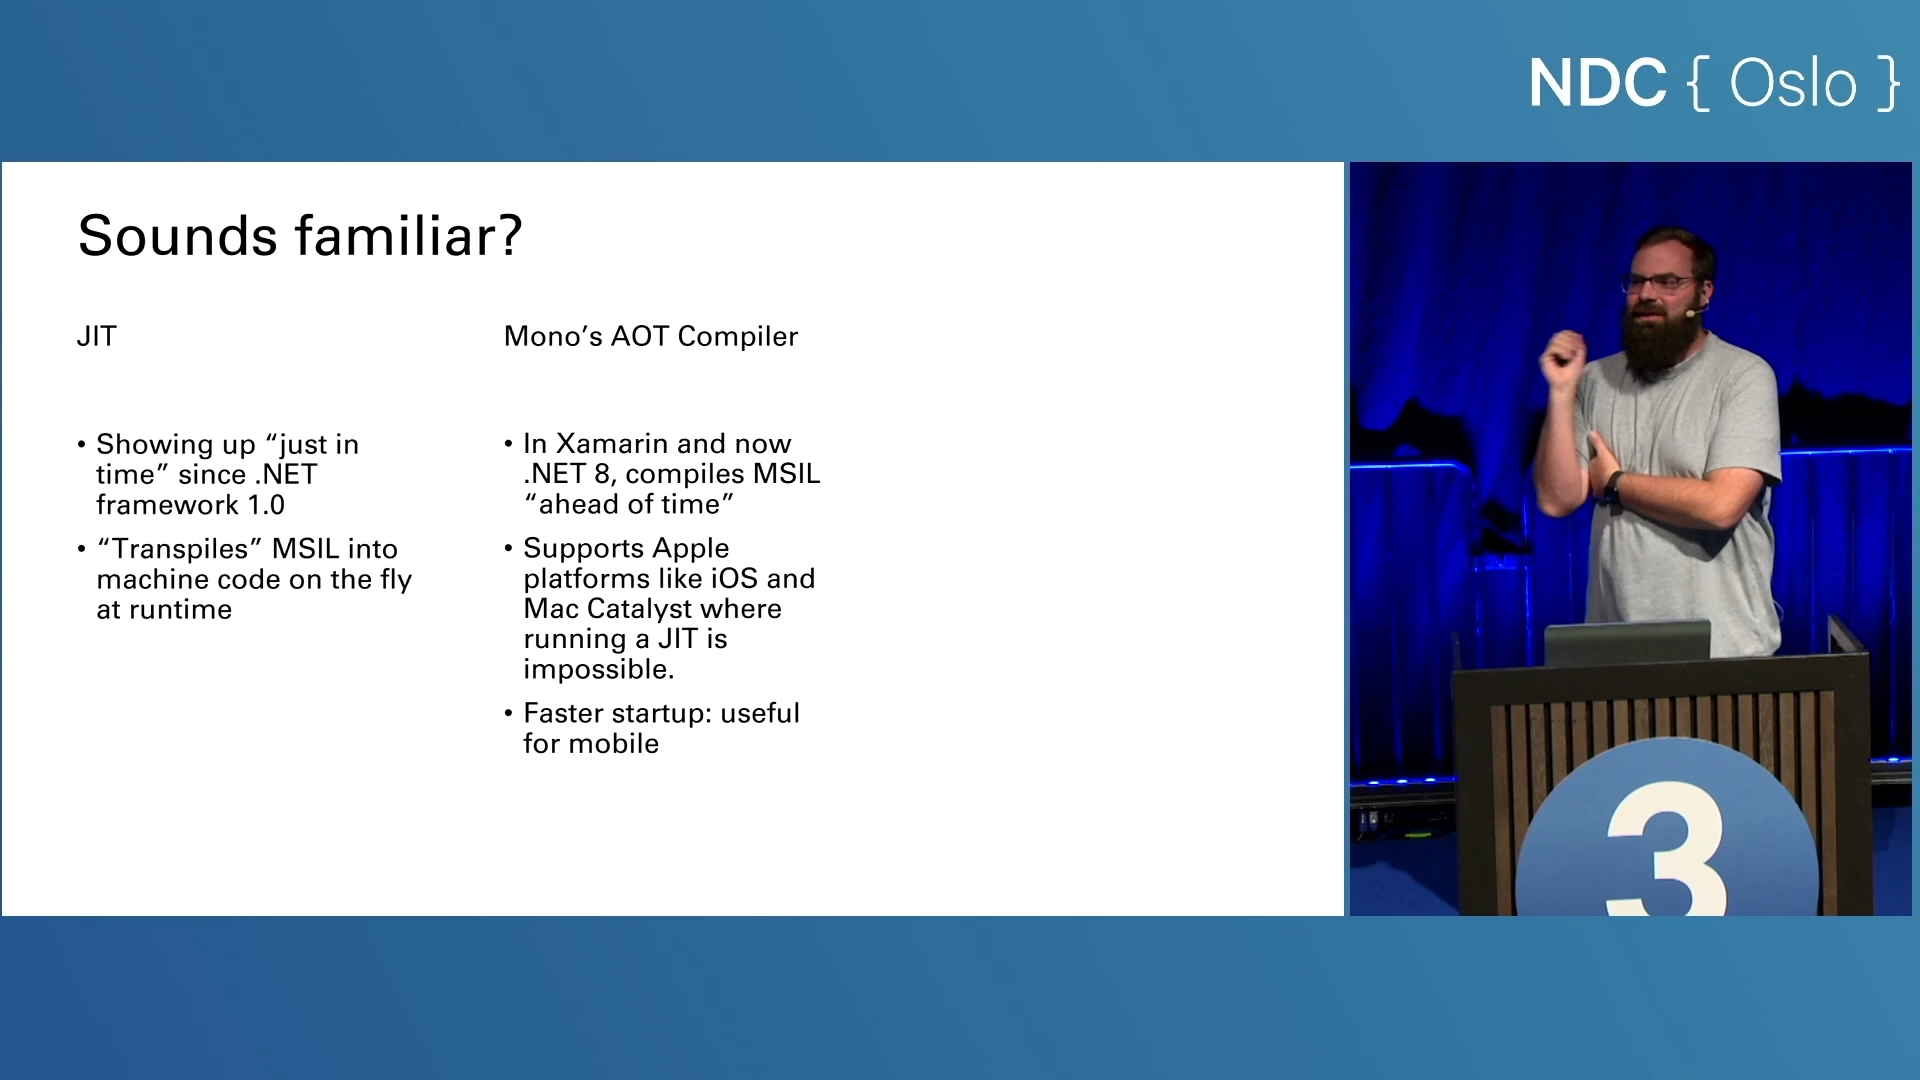 NDC { Oslo }
Sounds familiar?
JIT
• Showing up “just in
time” since .NET
framework 1.0
• “Transpiles” MSIL into
machine code on the fly
at runtime
Mono’s AOT Compiler
• In Xamarin and now
.NET 8, compiles MSIL
“ahead of time”
• Supports Apple
platforms like iOS and
Mac Catalyst where
running a JIT is
impossible.
• Faster startup: useful
for mobile
3